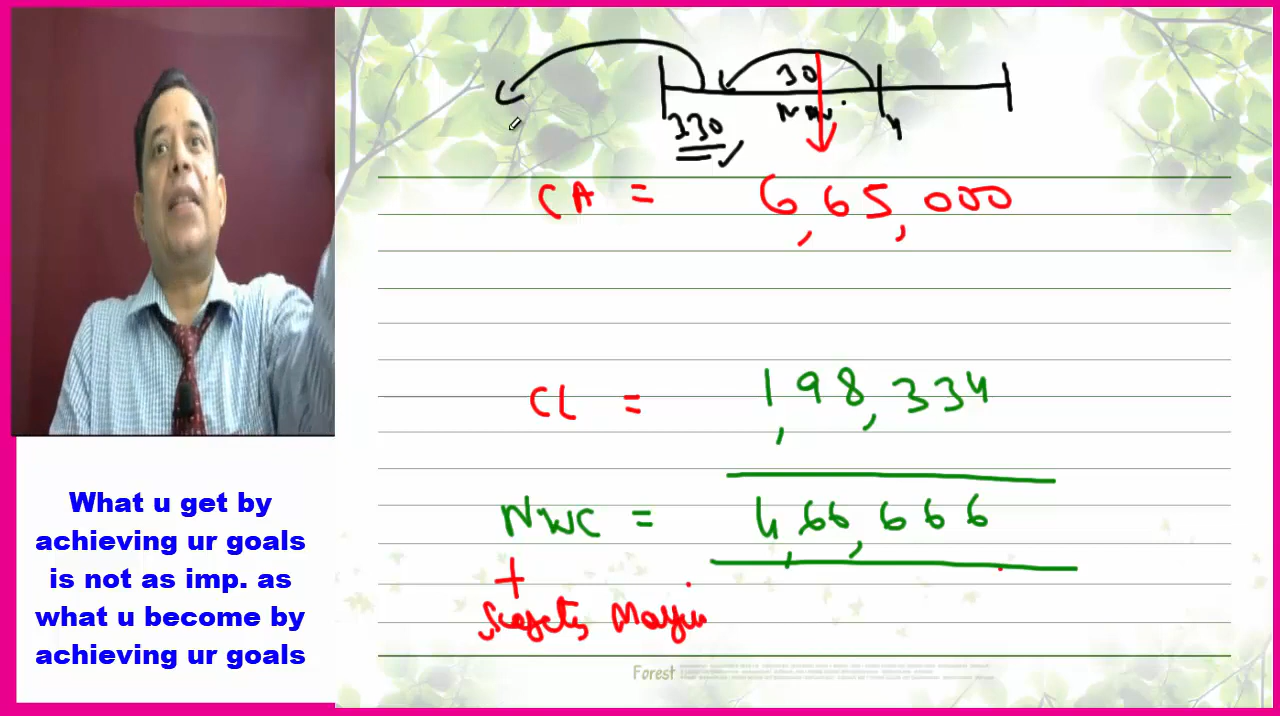 30
330
CA = 6,65,000
CL = 1,98,334
NWC = 4,66,666
+
Safety Margin
What u get by
achieving ur goals
is not as imp. as
what u become by
achieving ur goals
Forest